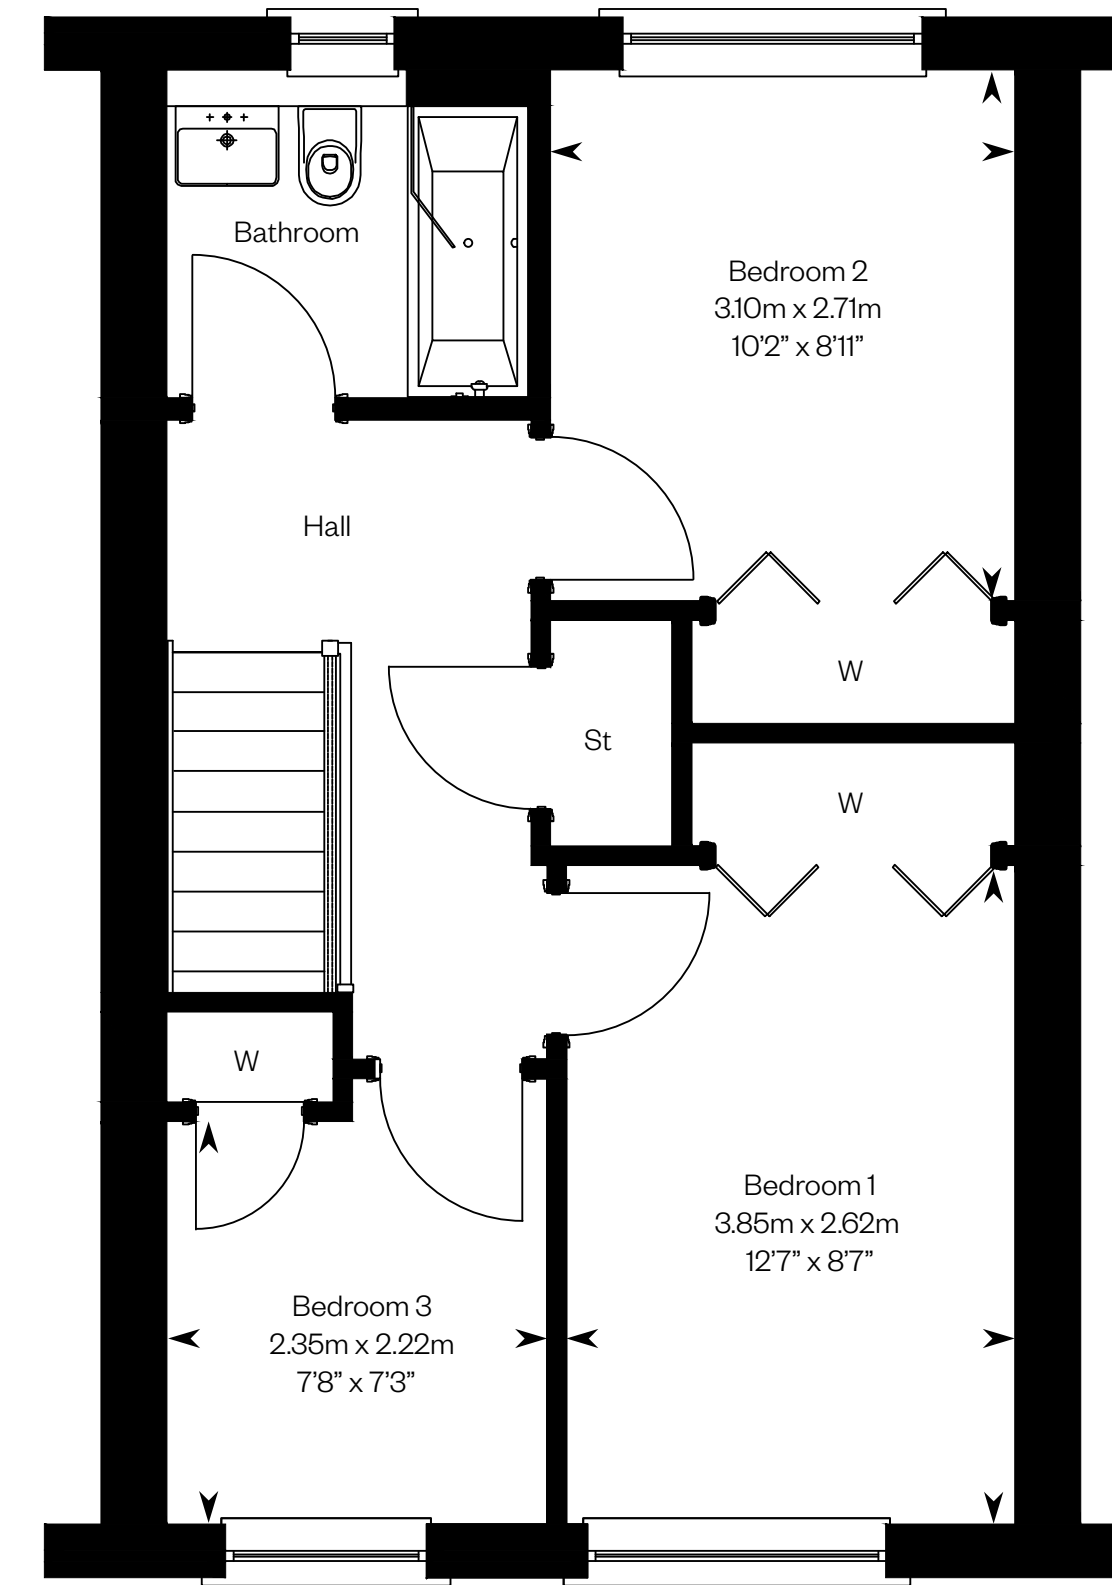 Bathroom
Bedroom 2
3.10m x 2.71m
10’2” x 8’11”
Hall
W
St
W
W
Bedroom 1
3.85m x 2.62m
12’7” x 8’7”
Bedroom 3
2.35m x 2.22m
7’8” x 7’3”